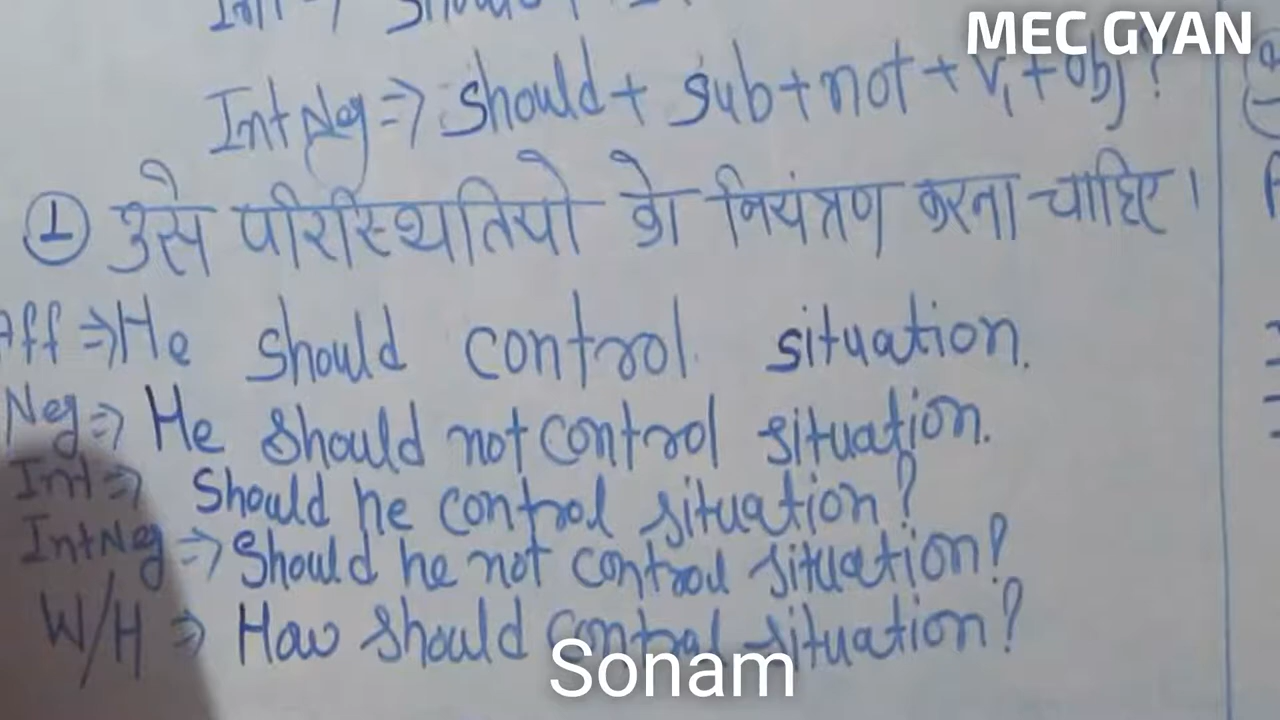 MEC GYAN
Int Neg => Should + Sub + not + V1 + obj ?
① उसे परिस्थितियो को नियंत्रण करना चाहिए।
Aff => He should control situation.
Neg => He should not control situation.
Int => Should he control situation?
Int Neg => Should he not control situation?
W/H => How should control situation?
Sonam